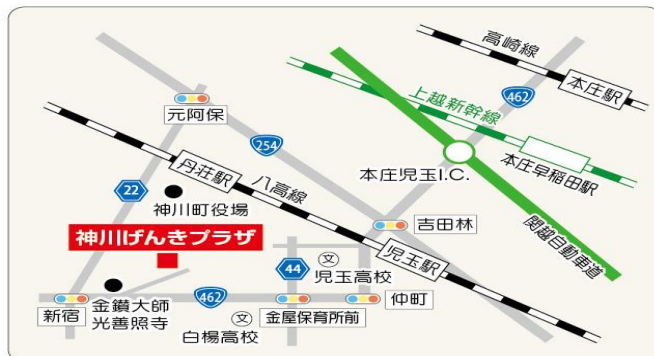 高崎線
本庄駅
462
上越新幹線
元阿保
254
本庄早稲田駅
本庄児玉I.C.
丹荘駅
八高線
22
神川町役場
関越自動車道
吉田林
神川げんきプラザ
児玉駅
44
文
児玉高校
462
仲町
新宿
金鑚大師
光善照寺
文
白楊高校
金屋保育所前